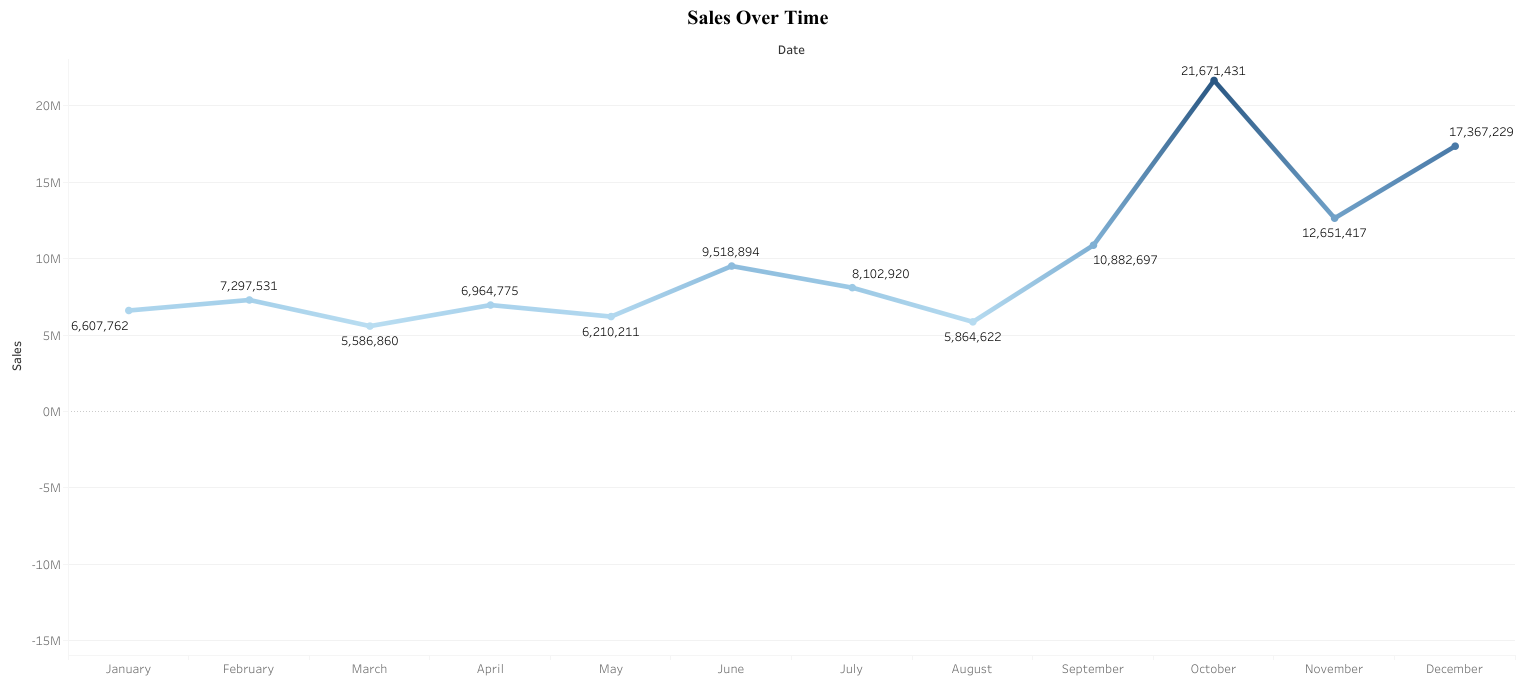 Sales Over Time
Date
21,671,431
20M
17,367,229
15M
12,651,417
10M
9,518,894
10,882,697
8,102,920
7,297,531
6,964,775
6,607,762
6,210,211
5M
5,586,860
5,864,622
Sales
0M
-5M
-10M
-15M
January February March April May June July August September October November December